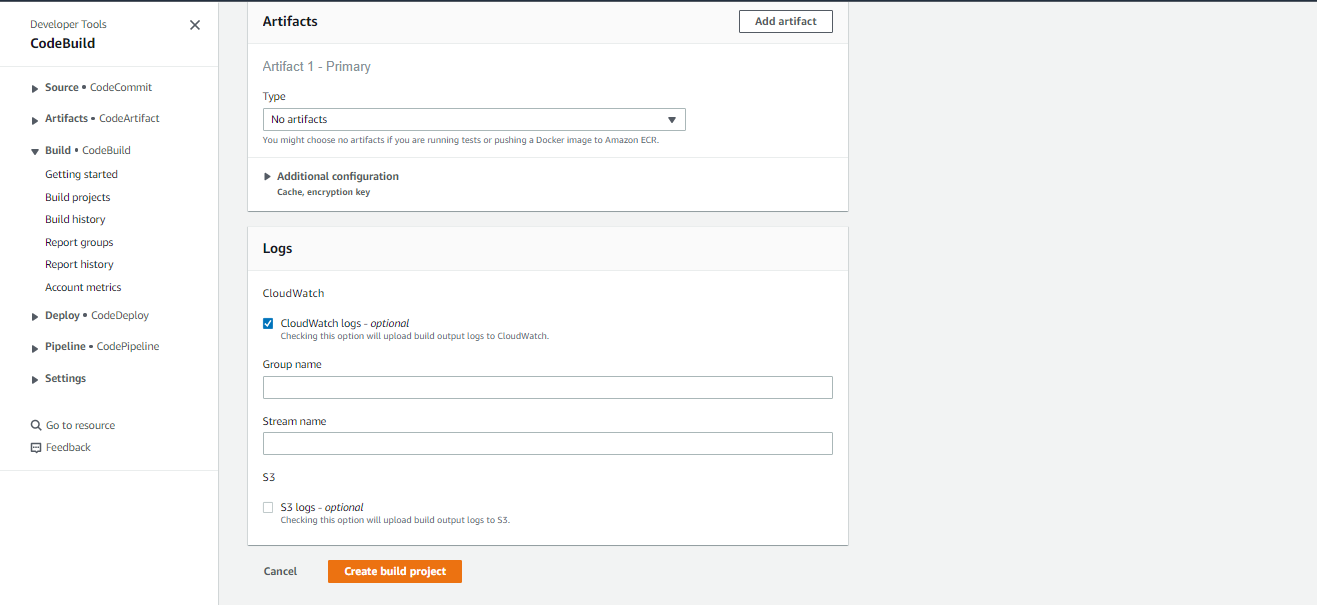 Developer Tools
CodeBuild
Source • CodeCommit
Artifacts • CodeArtifact
Build • CodeBuild
Getting started
Build projects
Build history
Report groups
Report history
Account metrics
Deploy • CodeDeploy
Pipeline • CodePipeline
Settings
Go to resource
Feedback
Artifacts
Add artifact
Artifact 1 - Primary
Type
No artifacts
You might choose no artifacts if you are running tests or pushing a Docker image to Amazon ECR.
Additional configuration
Cache, encryption key
Logs
CloudWatch
CloudWatch logs - optional
Checking this option will upload build output logs to CloudWatch.
Group name
Stream name
S3
S3 logs - optional
Checking this option will upload build output logs to S3.
Cancel
Create build project